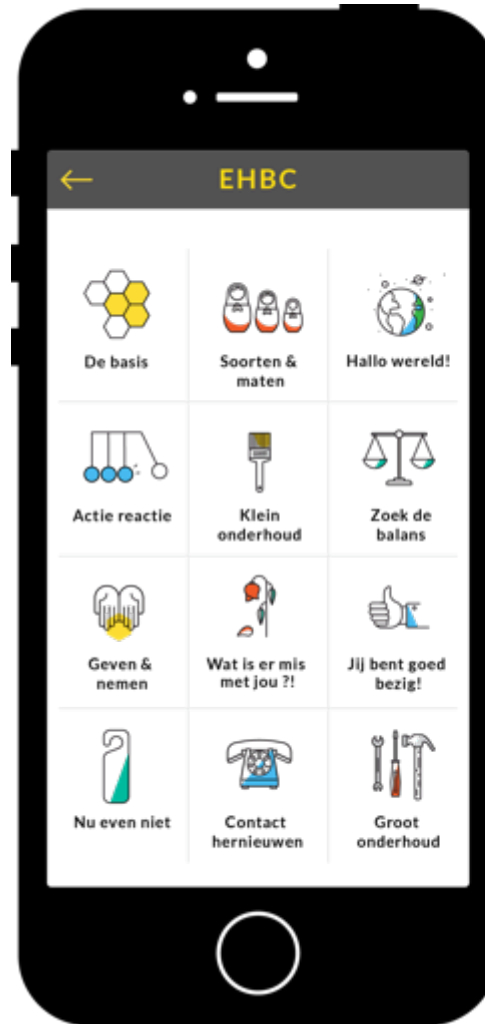 EHBC
De basis
Soorten &
maten
Hallo wereld!
Actie reactie
Klein
onderhoud
Zoek de
balans
Geven &
nemen
Wat is er mis
met jou ?!
Jij bent goed
bezig!
Nu even niet
Contact
hernieuwen
Groot
onderhoud